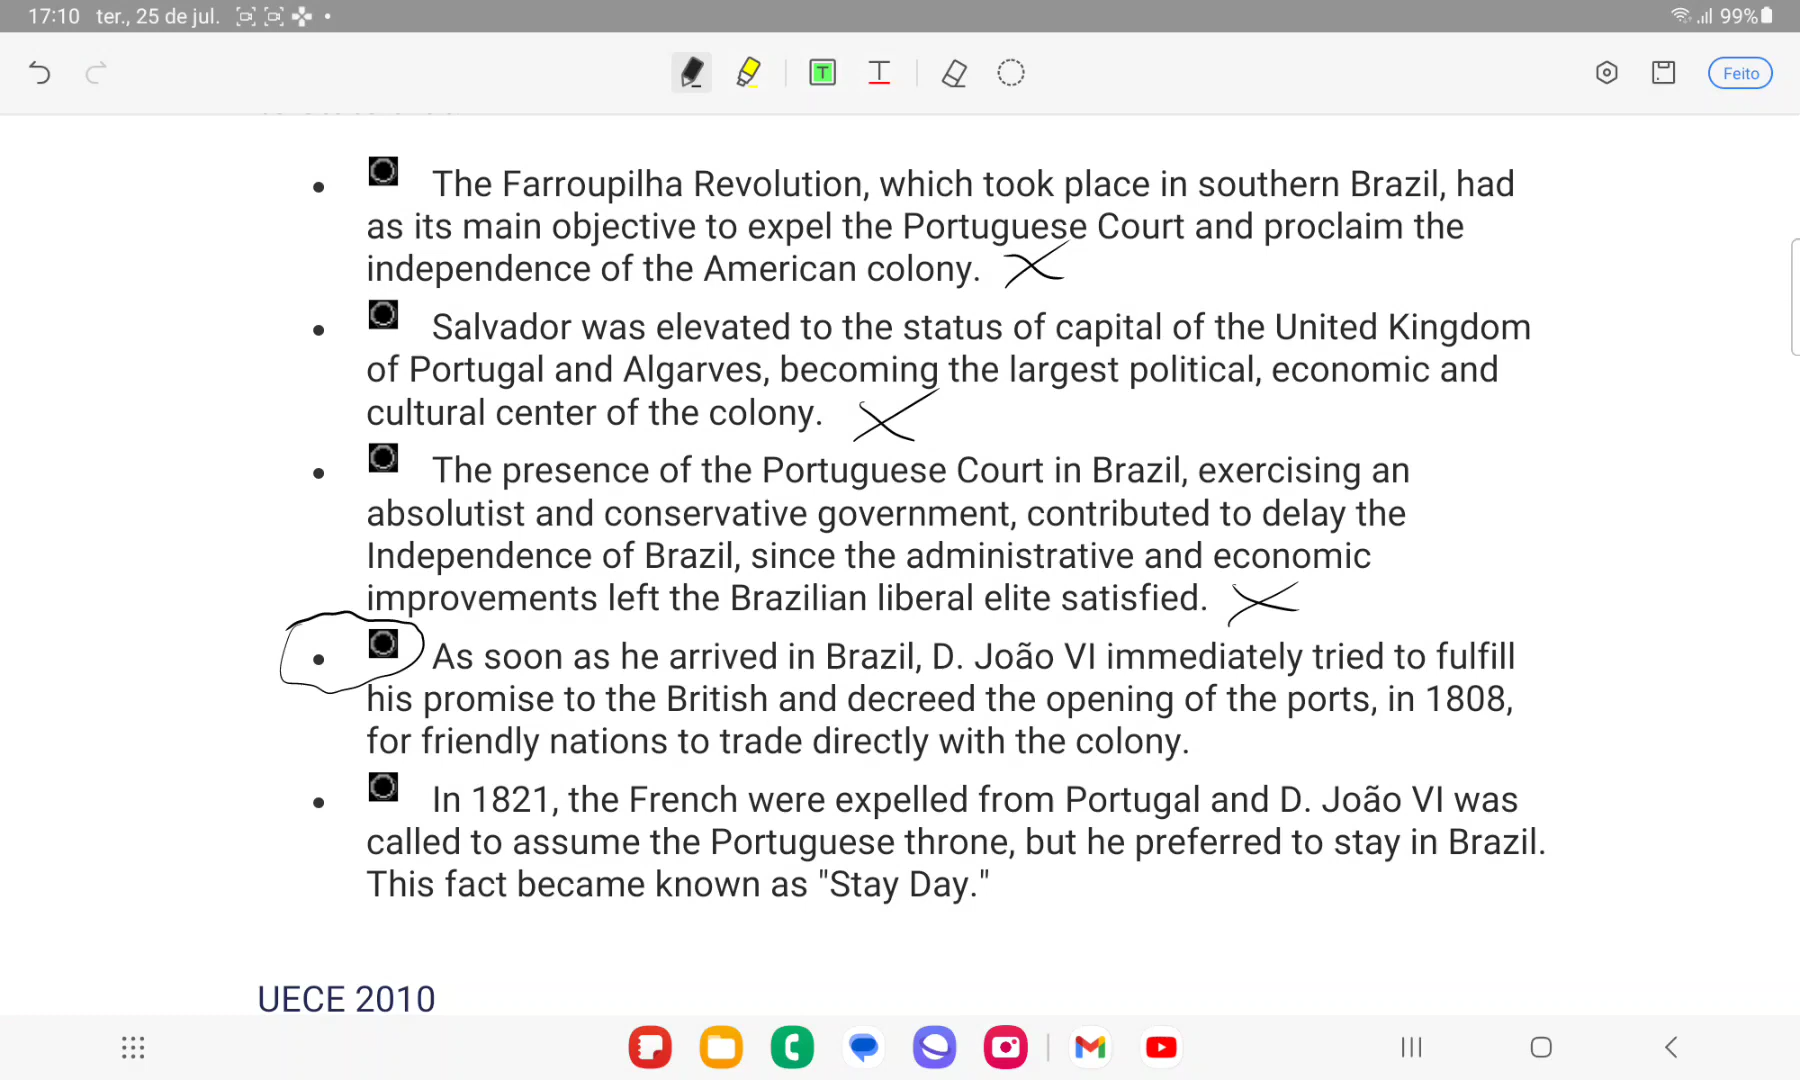 17:10 ter., 25 de jul.
99%
Feito
The Farroupilha Revolution, which took place in southern Brazil, had
as its main objective to expel the Portuguese Court and proclaim the
independence of the American colony.
Salvador was elevated to the status of capital of the United Kingdom
of Portugal and Algarves, becoming the largest political, economic and
cultural center of the colony.
The presence of the Portuguese Court in Brazil, exercising an
absolutist and conservative government, contributed to delay the
Independence of Brazil, since the administrative and economic
improvements left the Brazilian liberal elite satisfied.
As soon as he arrived in Brazil, D. João VI immediately tried to fulfill
his promise to the British and decreed the opening of the ports, in 1808,
for friendly nations to trade directly with the colony.
In 1821, the French were expelled from Portugal and D. João VI was
called to assume the Portuguese throne, but he preferred to stay in Brazil.
This fact became known as "Stay Day."
UECE 2010